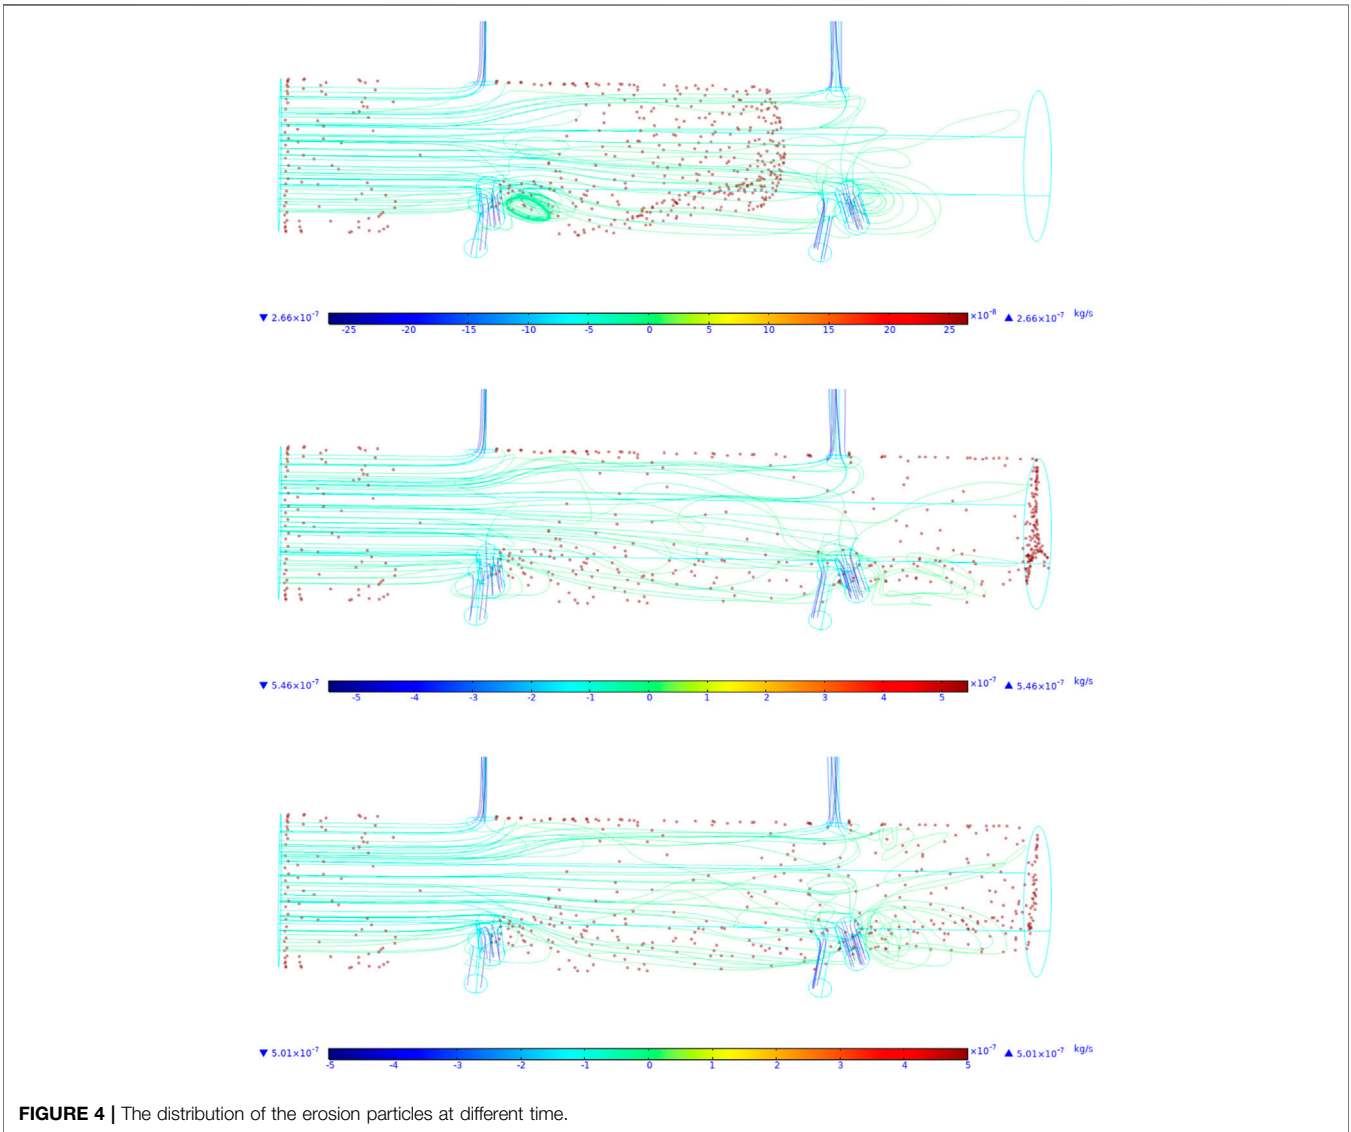 ▼ 2.66×10⁻⁷ ×10⁻⁸ ▲ 2.66×10⁻⁷ kg/s
-25 -20 -15 -10 -5 0 5 10 15 20 25
▼ 5.46×10⁻⁷ ×10⁻⁷ ▲ 5.46×10⁻⁷ kg/s
-5 -4 -3 -2 -1 0 1 2 3 4 5
▼ 5.01×10⁻⁷ ×10⁻⁷ ▲ 5.01×10⁻⁷ kg/s
-5 -4 -3 -2 -1 0 1 2 3 4 5
FIGURE 4 | The distribution of the erosion particles at different time.